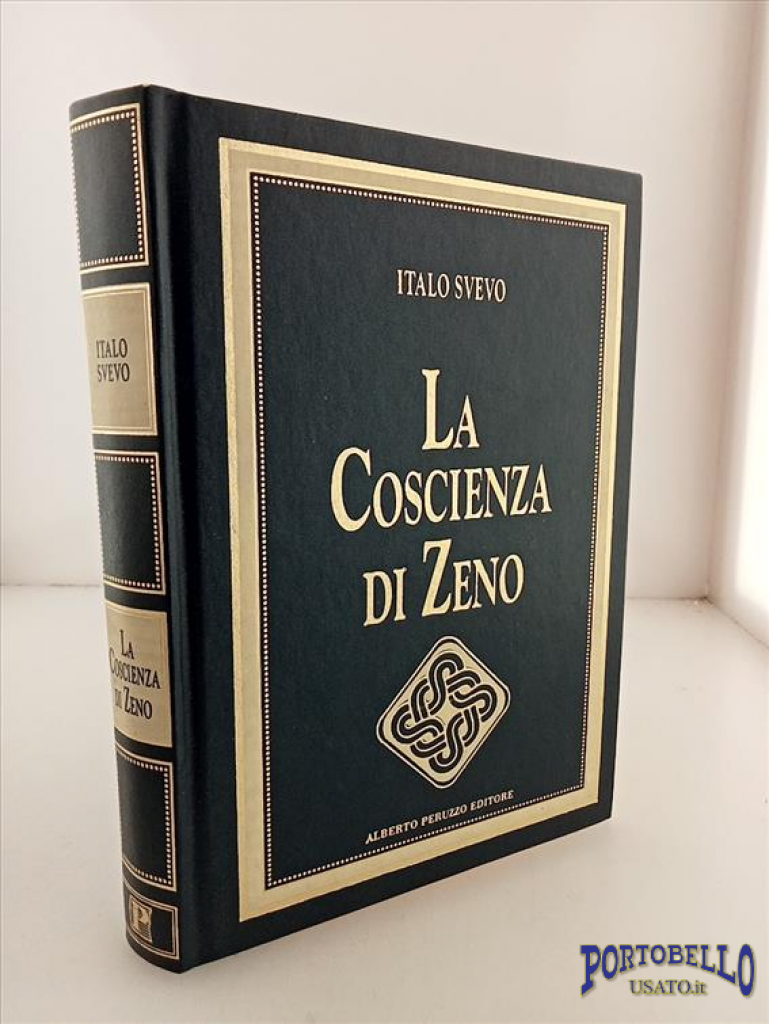 ITALO SVEVO
LA
COSCIENZA
DI ZENO
ALBERTO PERUZZO EDITORE
ITALO
SVEVO
LA
COSCIENZA
DI ZENO
P
PORTOBELLO
USATO.it